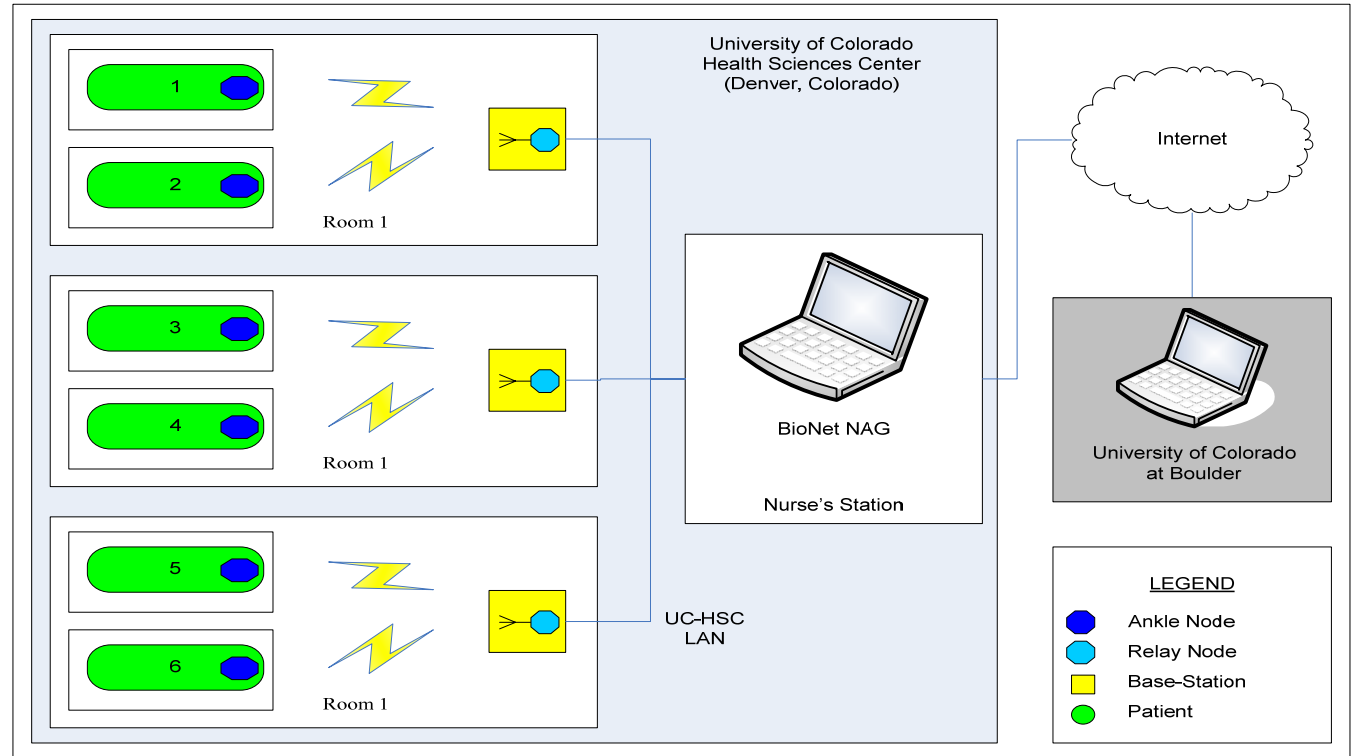 University of Colorado
Health Sciences Center
(Denver, Colorado)
1
2
Room 1
3
4
Room 1
5
6
Room 1
UC-HSC
LAN
BioNet NAG
Nurse's Station
Internet
University of Colorado
at Boulder
LEGEND
Ankle Node
Relay Node
Base-Station
Patient